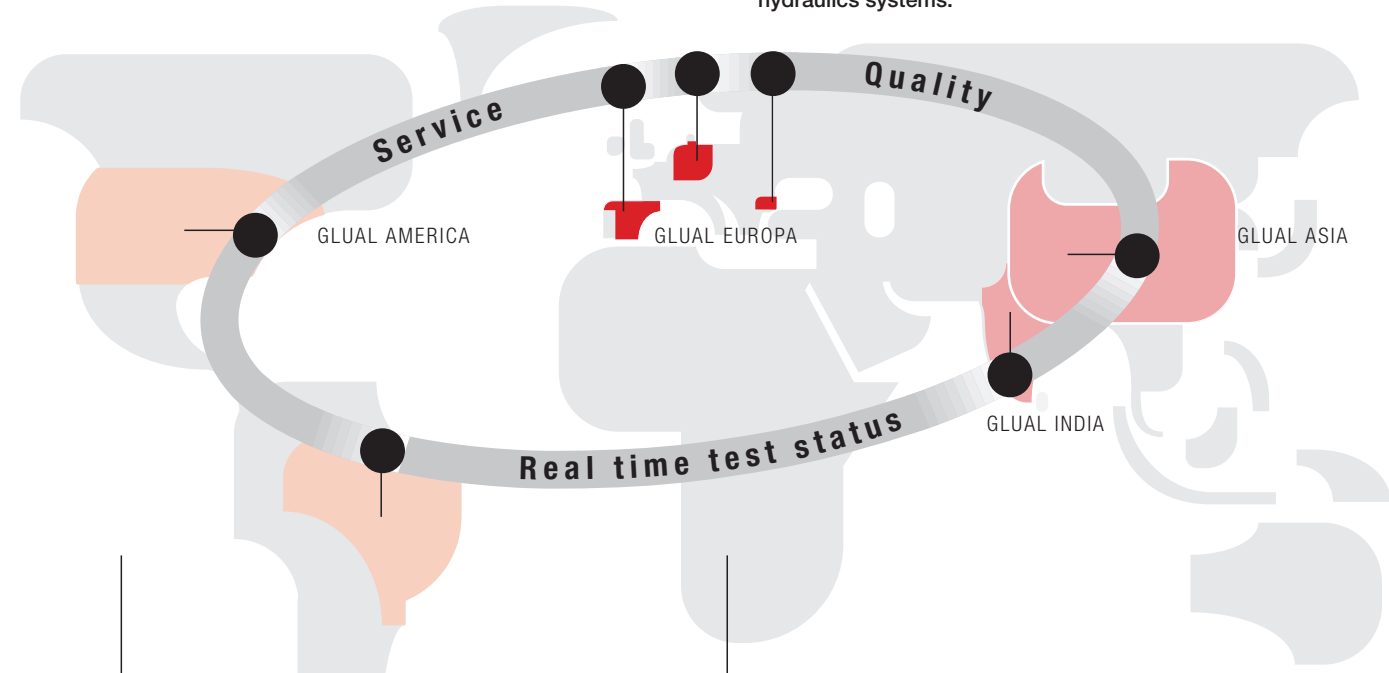 hydraulics systems.
Quality
Service
GLUAL AMERICA
GLUAL EUROPA
GLUAL ASIA
GLUAL INDIA
Real time test status